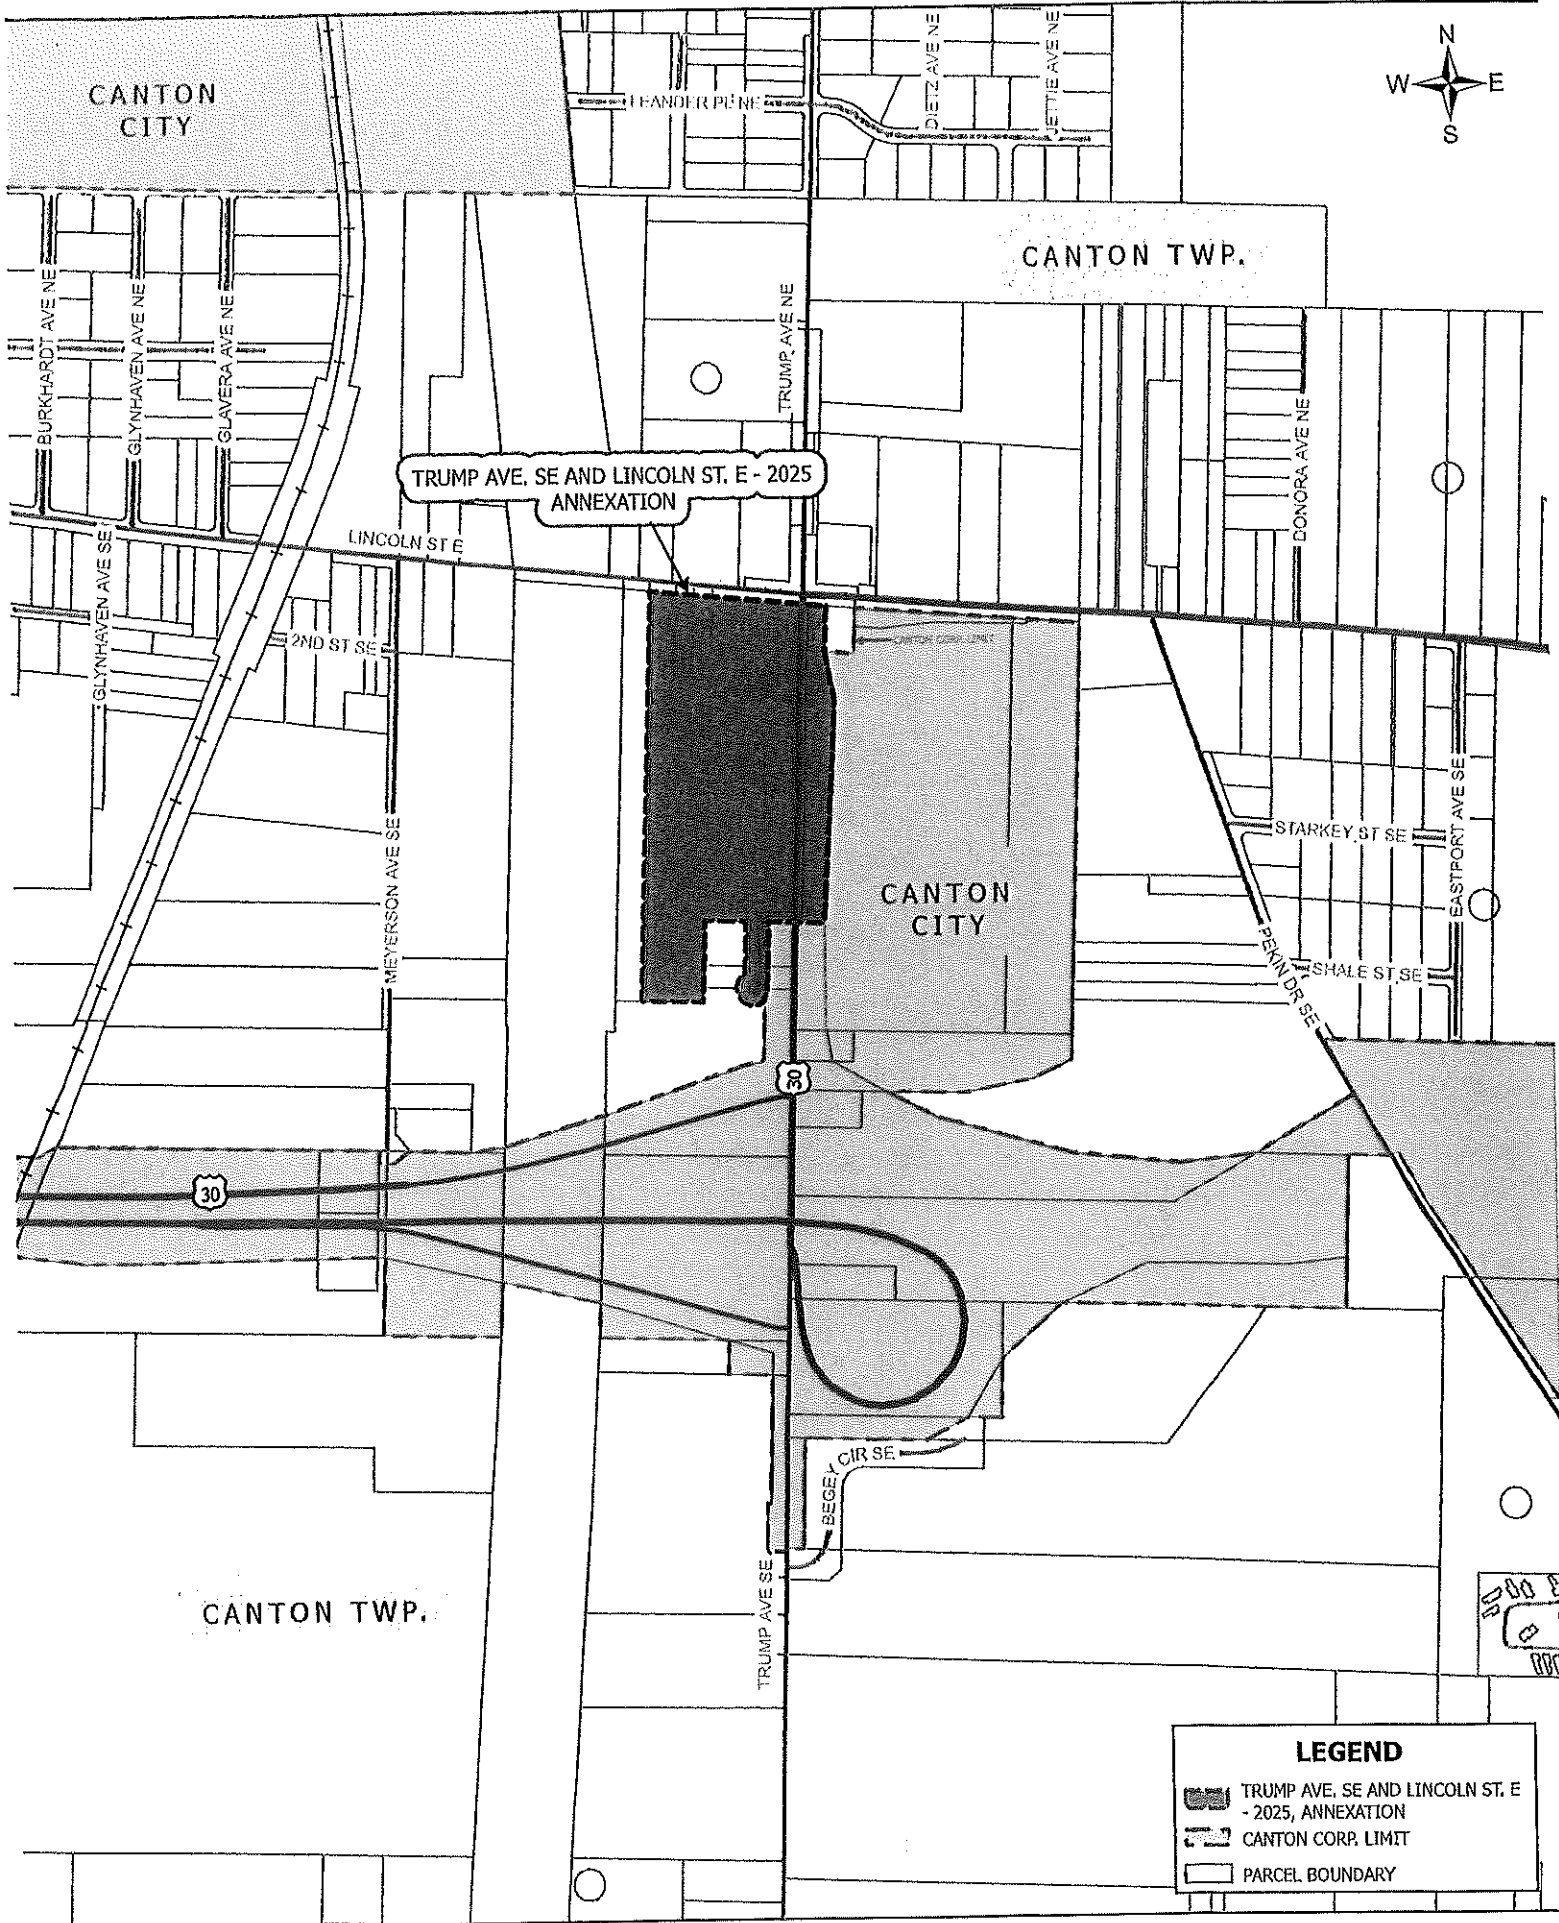 N
W E
S
CANTON
CITY
LEANDER PL NE
DIETZ AVE NE
JETTIE AVE NE
CANTON TWP.
BURKHARDT AVE NE
GLYNHAVEN AVE NE
GLAVERA AVE NE
TRUMP AVE NE
DONORA AVE NE
TRUMP AVE. SE AND LINCOLN ST. E - 2025
ANNEXATION
LINCOLN ST E
GLYNHAVEN AVE SE
2ND ST SE
CANTON CORP. LIMIT
MEYERSON AVE SE
CANTON
CITY
STARKEY ST SE
EASTPORT AVE SE
PEKIN DR SE
SHALE ST SE
30
30
BEGEY CIR SE
TRUMP AVE SE
CANTON TWP.
LEGEND
TRUMP AVE. SE AND LINCOLN ST. E
- 2025, ANNEXATION
CANTON CORP. LIMIT
PARCEL BOUNDARY